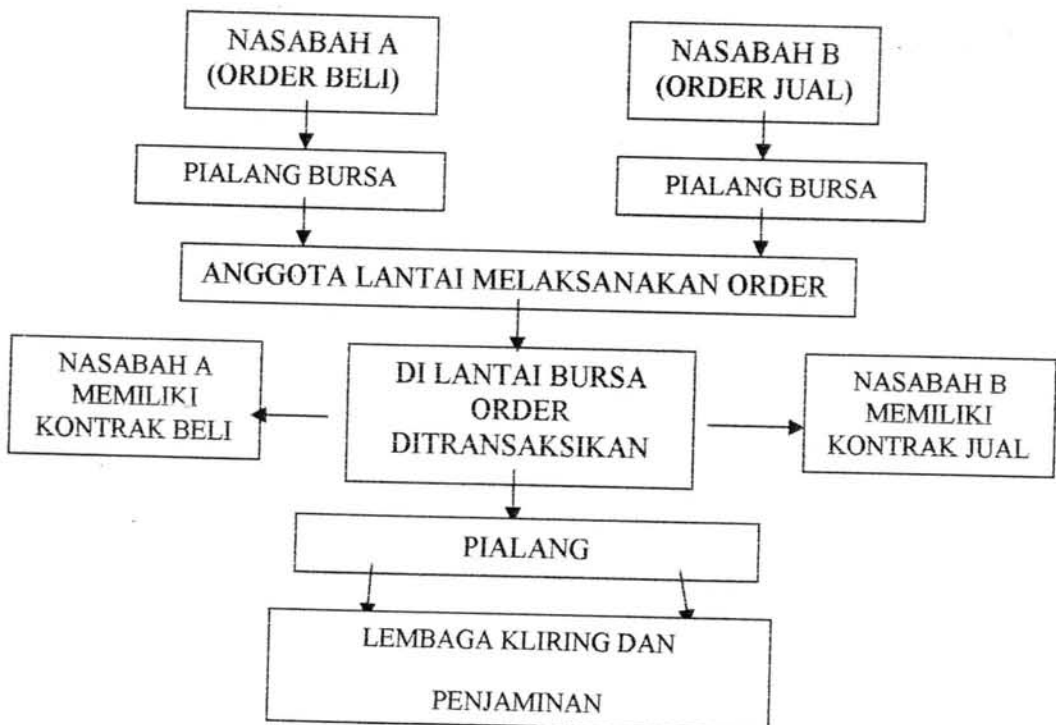 NASABAH A
(ORDER BELI)
NASABAH B
(ORDER JUAL)
PIALANG BURSA
PIALANG BURSA
ANGGOTA LANTAI MELAKSANAKAN ORDER
NASABAH A
MEMILIKI
KONTRAK BELI
DI LANTAI BURSA
ORDER
DITRANSAKSIKAN
NASABAH B
MEMILIKI
KONTRAK JUAL
PIALANG
LEMBAGA KLIRING DAN
PENJAMINAN